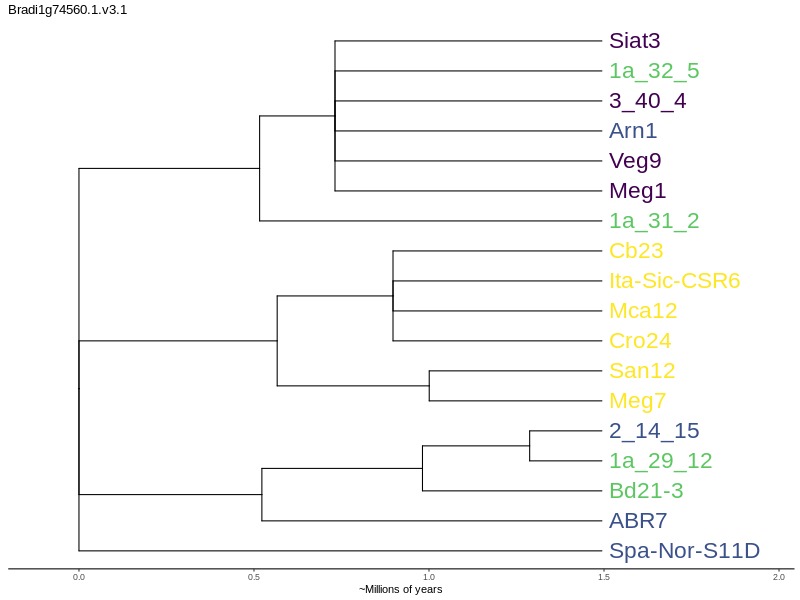 Bradi1g74560.1.v3.1
Siat3
1a_32_5
3_40_4
Arn1
Veg9
Meg1
1a_31_2
Cb23
Ita-Sic-CSR6
Mca12
Cro24
San12
Meg7
2_14_15
1a_29_12
Bd21-3
ABR7
Spa-Nor-S11D
0.0 0.5 1.0 1.5 2.0
~Millions of years